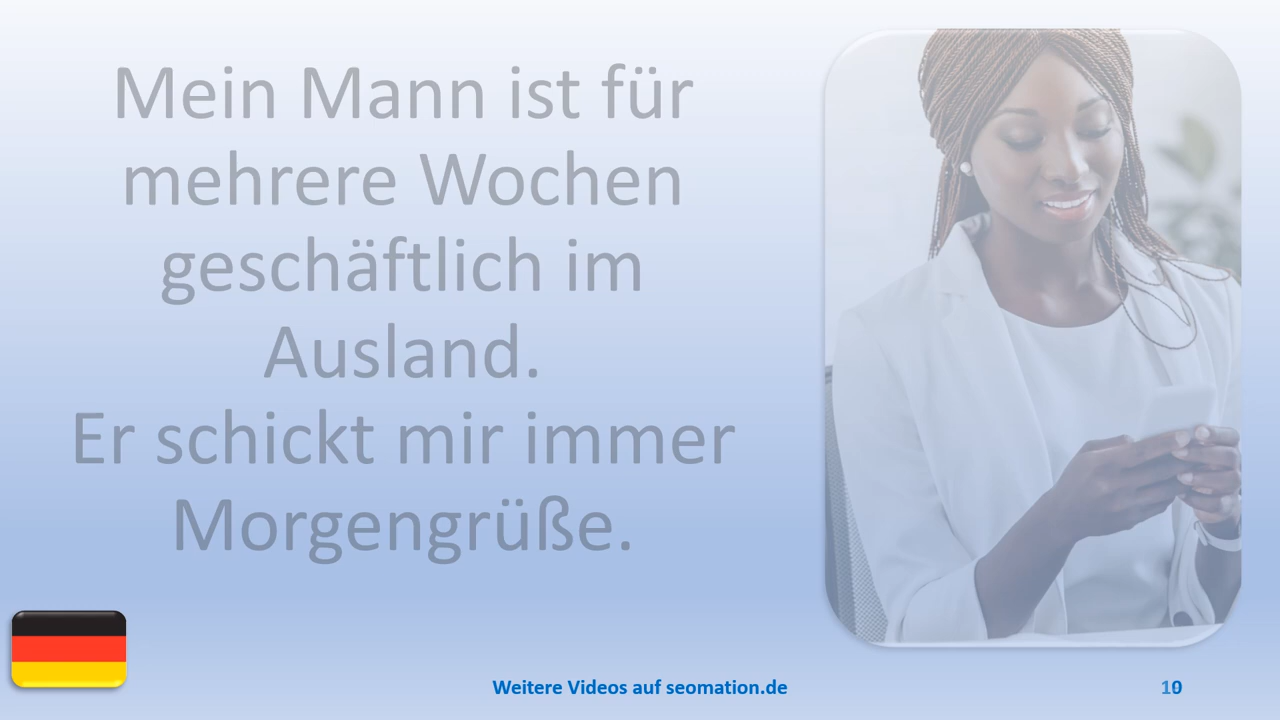 Mein Mann ist für
mehrere Wochen
geschäftlich im
Ausland.
Er schickt mir immer
Morgengrüße.
Weitere Videos auf seomation.de
10